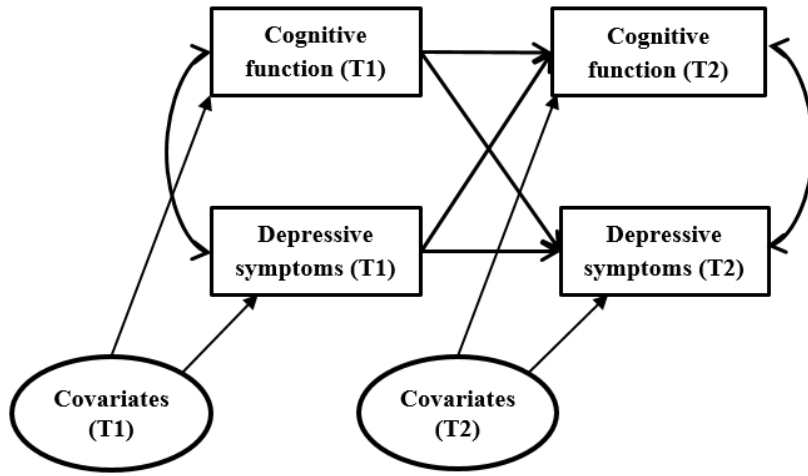 Cognitive
function (T1)
Cognitive
function (T2)
Depressive
symptoms (T1)
Depressive
symptoms (T2)
Covariates
(T1)
Covariates
(T2)